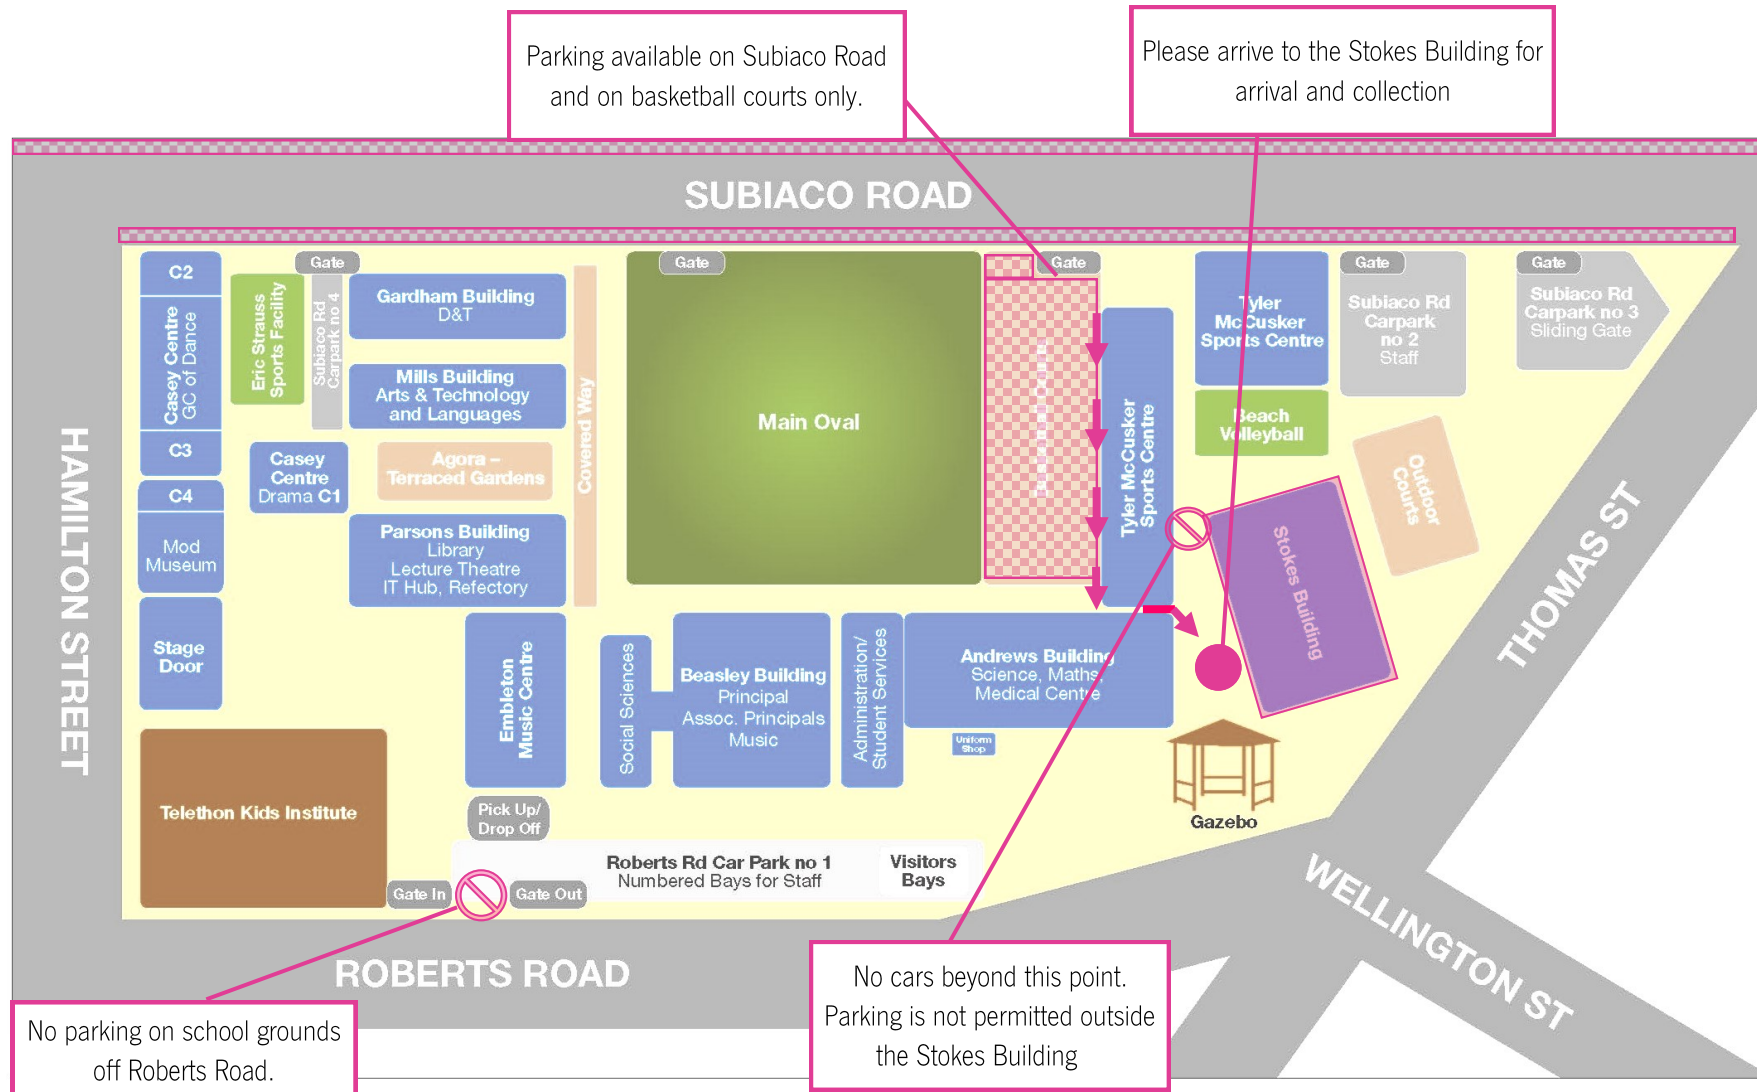 Parking available on Subiaco Road
and on basketball courts only.
Please arrive to the Stokes Building for
arrival and collection
SUBIACO ROAD
HAMILTON STREET
C2
Casey Centre
GC of Dance
C3
C4
Mod
Museum
Stage
Door
Eric Strauss
Sports Facility
Gate
Subiaco Rd
Carpark no 4
Gardham Building
D&T
Mills Building
Arts & Technology
and Languages
Casey
Centre
Drama C1
Agora –
Terraced Gardens
Parsons Building
Library
Lecture Theatre
IT Hub, Refectory
Covered Way
Gate
Main Oval
Gate
Tyler McCusker
Sports Centre
Tyler
McCusker
Sports Centre
Beach
Volleyball
Gate
Subiaco Rd
Carpark
no 2
Staff
Gate
Subiaco Rd
Carpark no 3
Sliding Gate
Outdoor
Courts
Stokes Building
THOMAS ST
Embleton
Music Centre
Social Sciences
Beasley Building
Principal
Assoc. Principals
Music
Administration/
Student Services
Andrews Building
Science, Maths,
Medical Centre
Uniform
Shop
Gazebo
Telethon Kids Institute
Pick Up/
Drop Off
Roberts Rd Car Park no 1
Numbered Bays for Staff
Visitors
Bays
Gate In
Gate Out
ROBERTS ROAD
WELLINGTON ST
No parking on school grounds
off Roberts Road.
No cars beyond this point.
Parking is not permitted outside
the Stokes Building